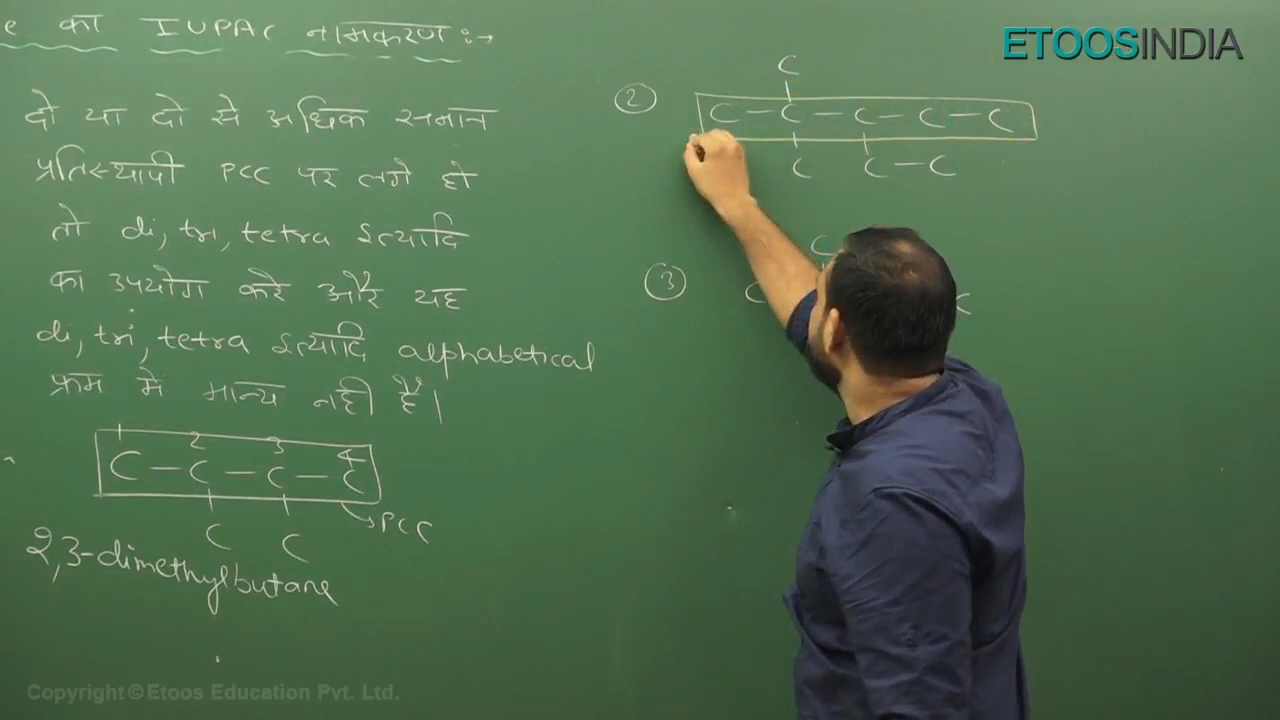 e का IUPAC नामकरण :→
दो या दो से अधिक समान
प्रतिस्थापी PCC पर लगे हो
तो di, tri, tetra इत्यादि
का उपयोग करे और यह
di, tri, tetra इत्यादि alphabetical
क्रम मे मान्य नही है।
1 2 3 4
C – C – C – C
→ PCC
C C
2,3-dimethylbutane
②
C
C – C – C – C – C
C C – C
③
C
C C
ETOOSINDIA
Copyright © Etoos Education Pvt. Ltd.